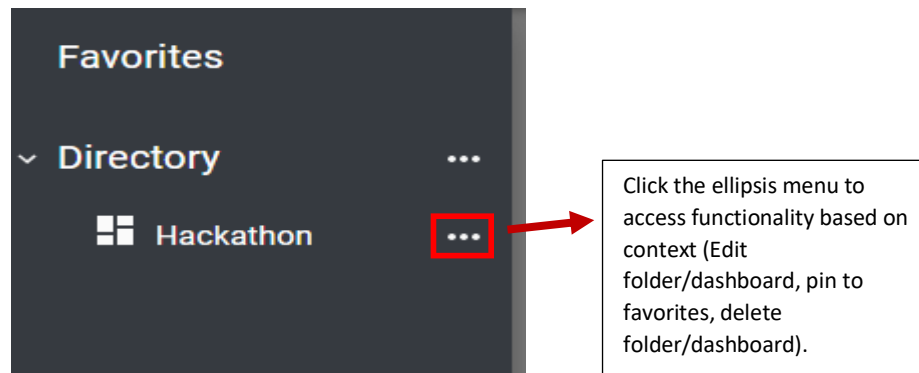 Favorites
Directory
Hackathon
Click the ellipsis menu to
access functionality based on
context (Edit
folder/dashboard, pin to
favorites, delete
folder/dashboard).